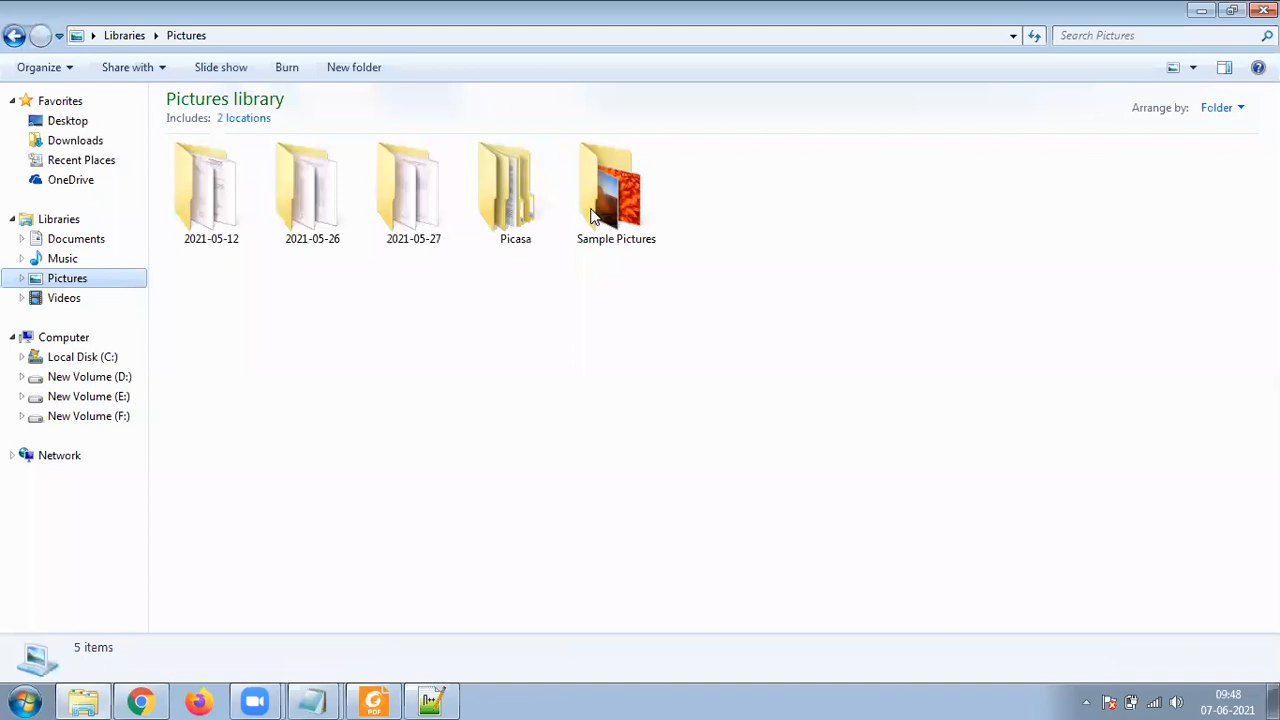 Libraries
Pictures
Search Pictures
Organize
Share with
Slide show
Burn
New folder
Favorites
Desktop
Downloads
Recent Places
OneDrive
Libraries
Documents
Music
Pictures
Videos
Computer
Local Disk (C:)
New Volume (D:)
New Volume (E:)
New Volume (F:)
Network
Pictures library
Includes: 2 locations
Arrange by: Folder
2021-05-12
2021-05-26
2021-05-27
Picasa
Sample Pictures
5 items
PDF
09:48
07-06-2021